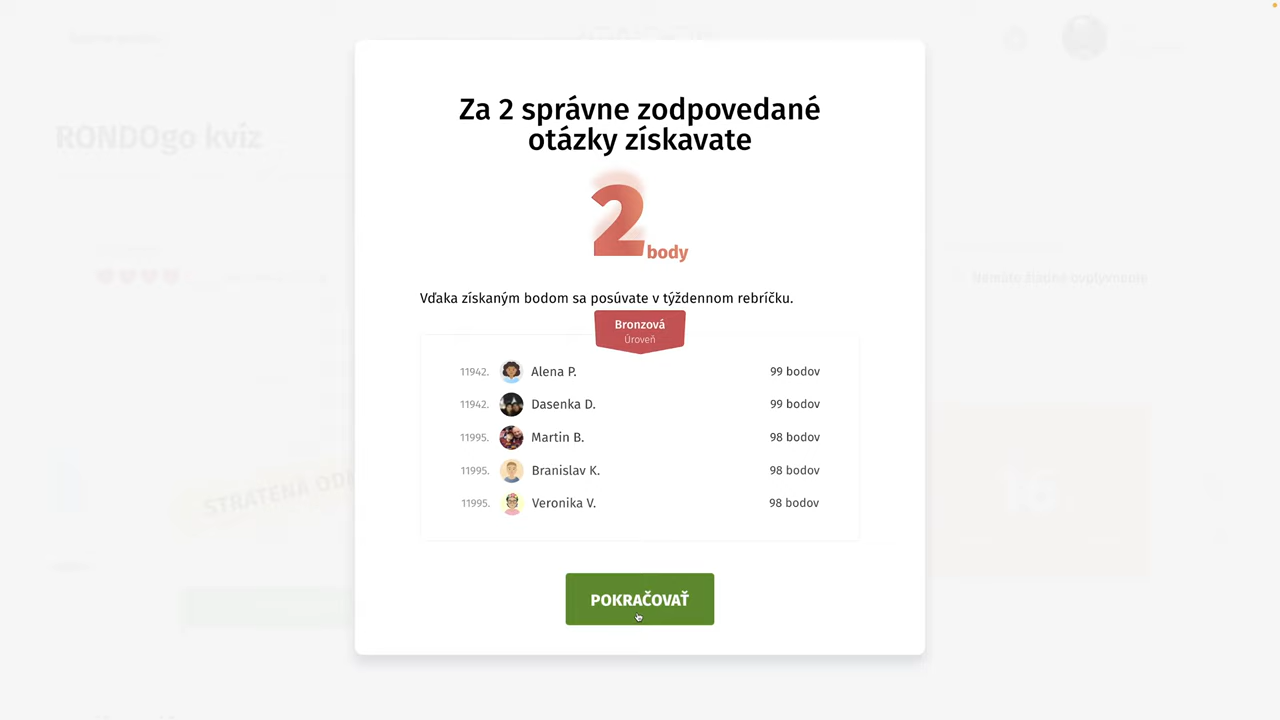 RONDOgo kvíz
Za 2 správne zodpovedané
otázky získavate
2 body
Vďaka získaným bodom sa posúvate v týždennom rebríčku.
Bronzová
Úroveň
11942. Alena P. 99 bodov
11942. Dasenka D. 99 bodov
11995. Martin B. 98 bodov
11995. Branislav K. 98 bodov
11995. Veronika V. 98 bodov
POKRAČOVAŤ